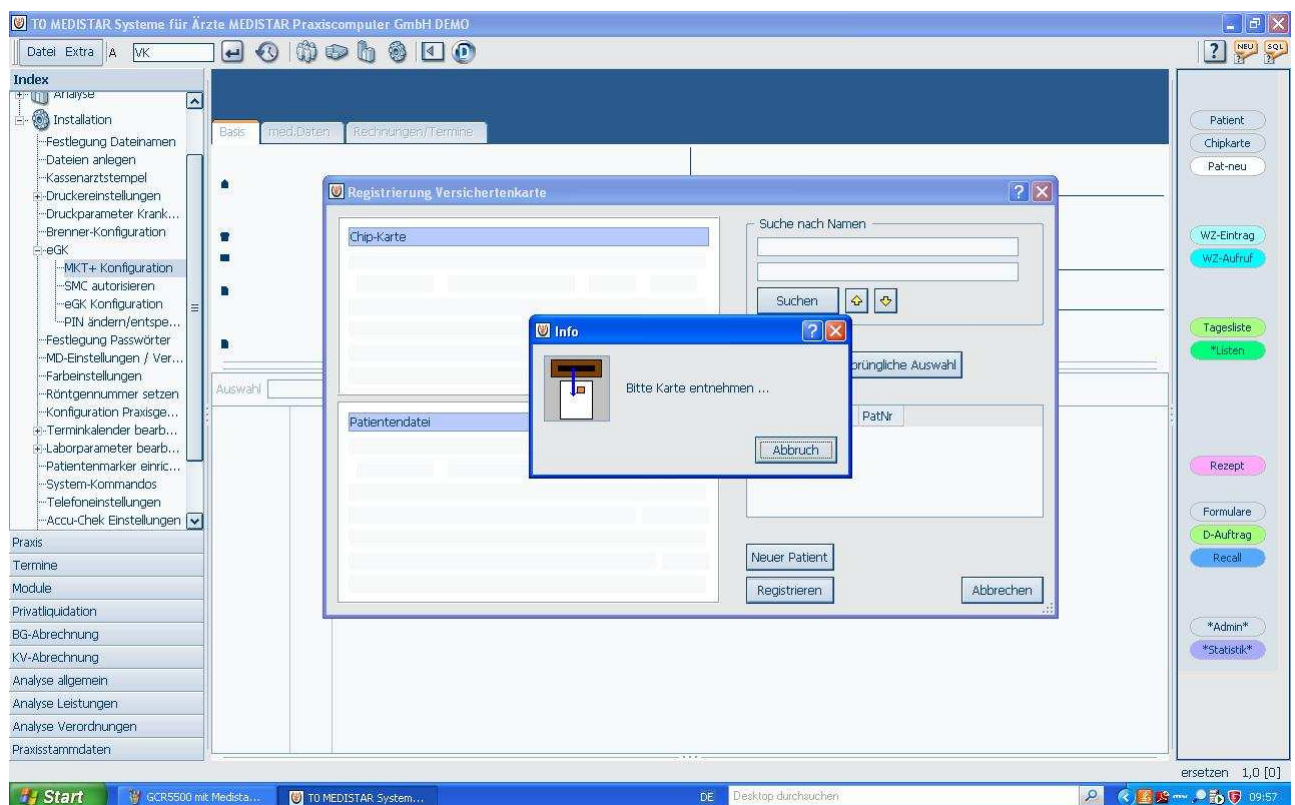 TO MEDISTAR Systeme für Ärzte MEDISTAR Praxiscomputer GmbH DEMO
Datei Extra A VK
NEU SQL
Index
Analyse
Installation
Festlegung Dateinamen
Dateien anlegen
Kassenarztstempel
Druckereinstellungen
Druckparameter Krank...
Brenner-Konfiguration
eGK
MKT+ Konfiguration
SMC autorisieren
eGK Konfiguration
PIN ändern/entspe...
Festlegung Passwörter
MD-Einstellungen / Ver...
Farbeinstellungen
Röntgennummer setzen
Konfiguration Praxisge...
Terminkalender bearb...
Laborparameter bearb...
Patientenmarker einric...
System-Kommandos
Telefoneinstellungen
Accu-Chek Einstellungen
Praxis
Termine
Module
Privatliquidation
BG-Abrechnung
KV-Abrechnung
Analyse allgemein
Analyse Leistungen
Analyse Verordnungen
Praxisstammdaten
Basis med.Daten Rechnungen/Termine
Auswahl
Registrierung Versichertenkarte
Chip-Karte
Patientendatei
Suche nach Namen
Suchen
prüngliche Auswahl
PatNr
Neuer Patient
Registrieren
Abbrechen
Info
Bitte Karte entnehmen ...
Abbruch
Patient
Chipkarte
Pat-neu
WZ-Eintrag
WZ-Aufruf
Tagesliste
*Listen
Rezept
Formulare
D-Auftrag
Recall
*Admin*
*Statistik*
ersetzen 1,0 [0]
Start GCR5500 mit Medista... TO MEDISTAR System... DE Desktop durchsuchen 09:57